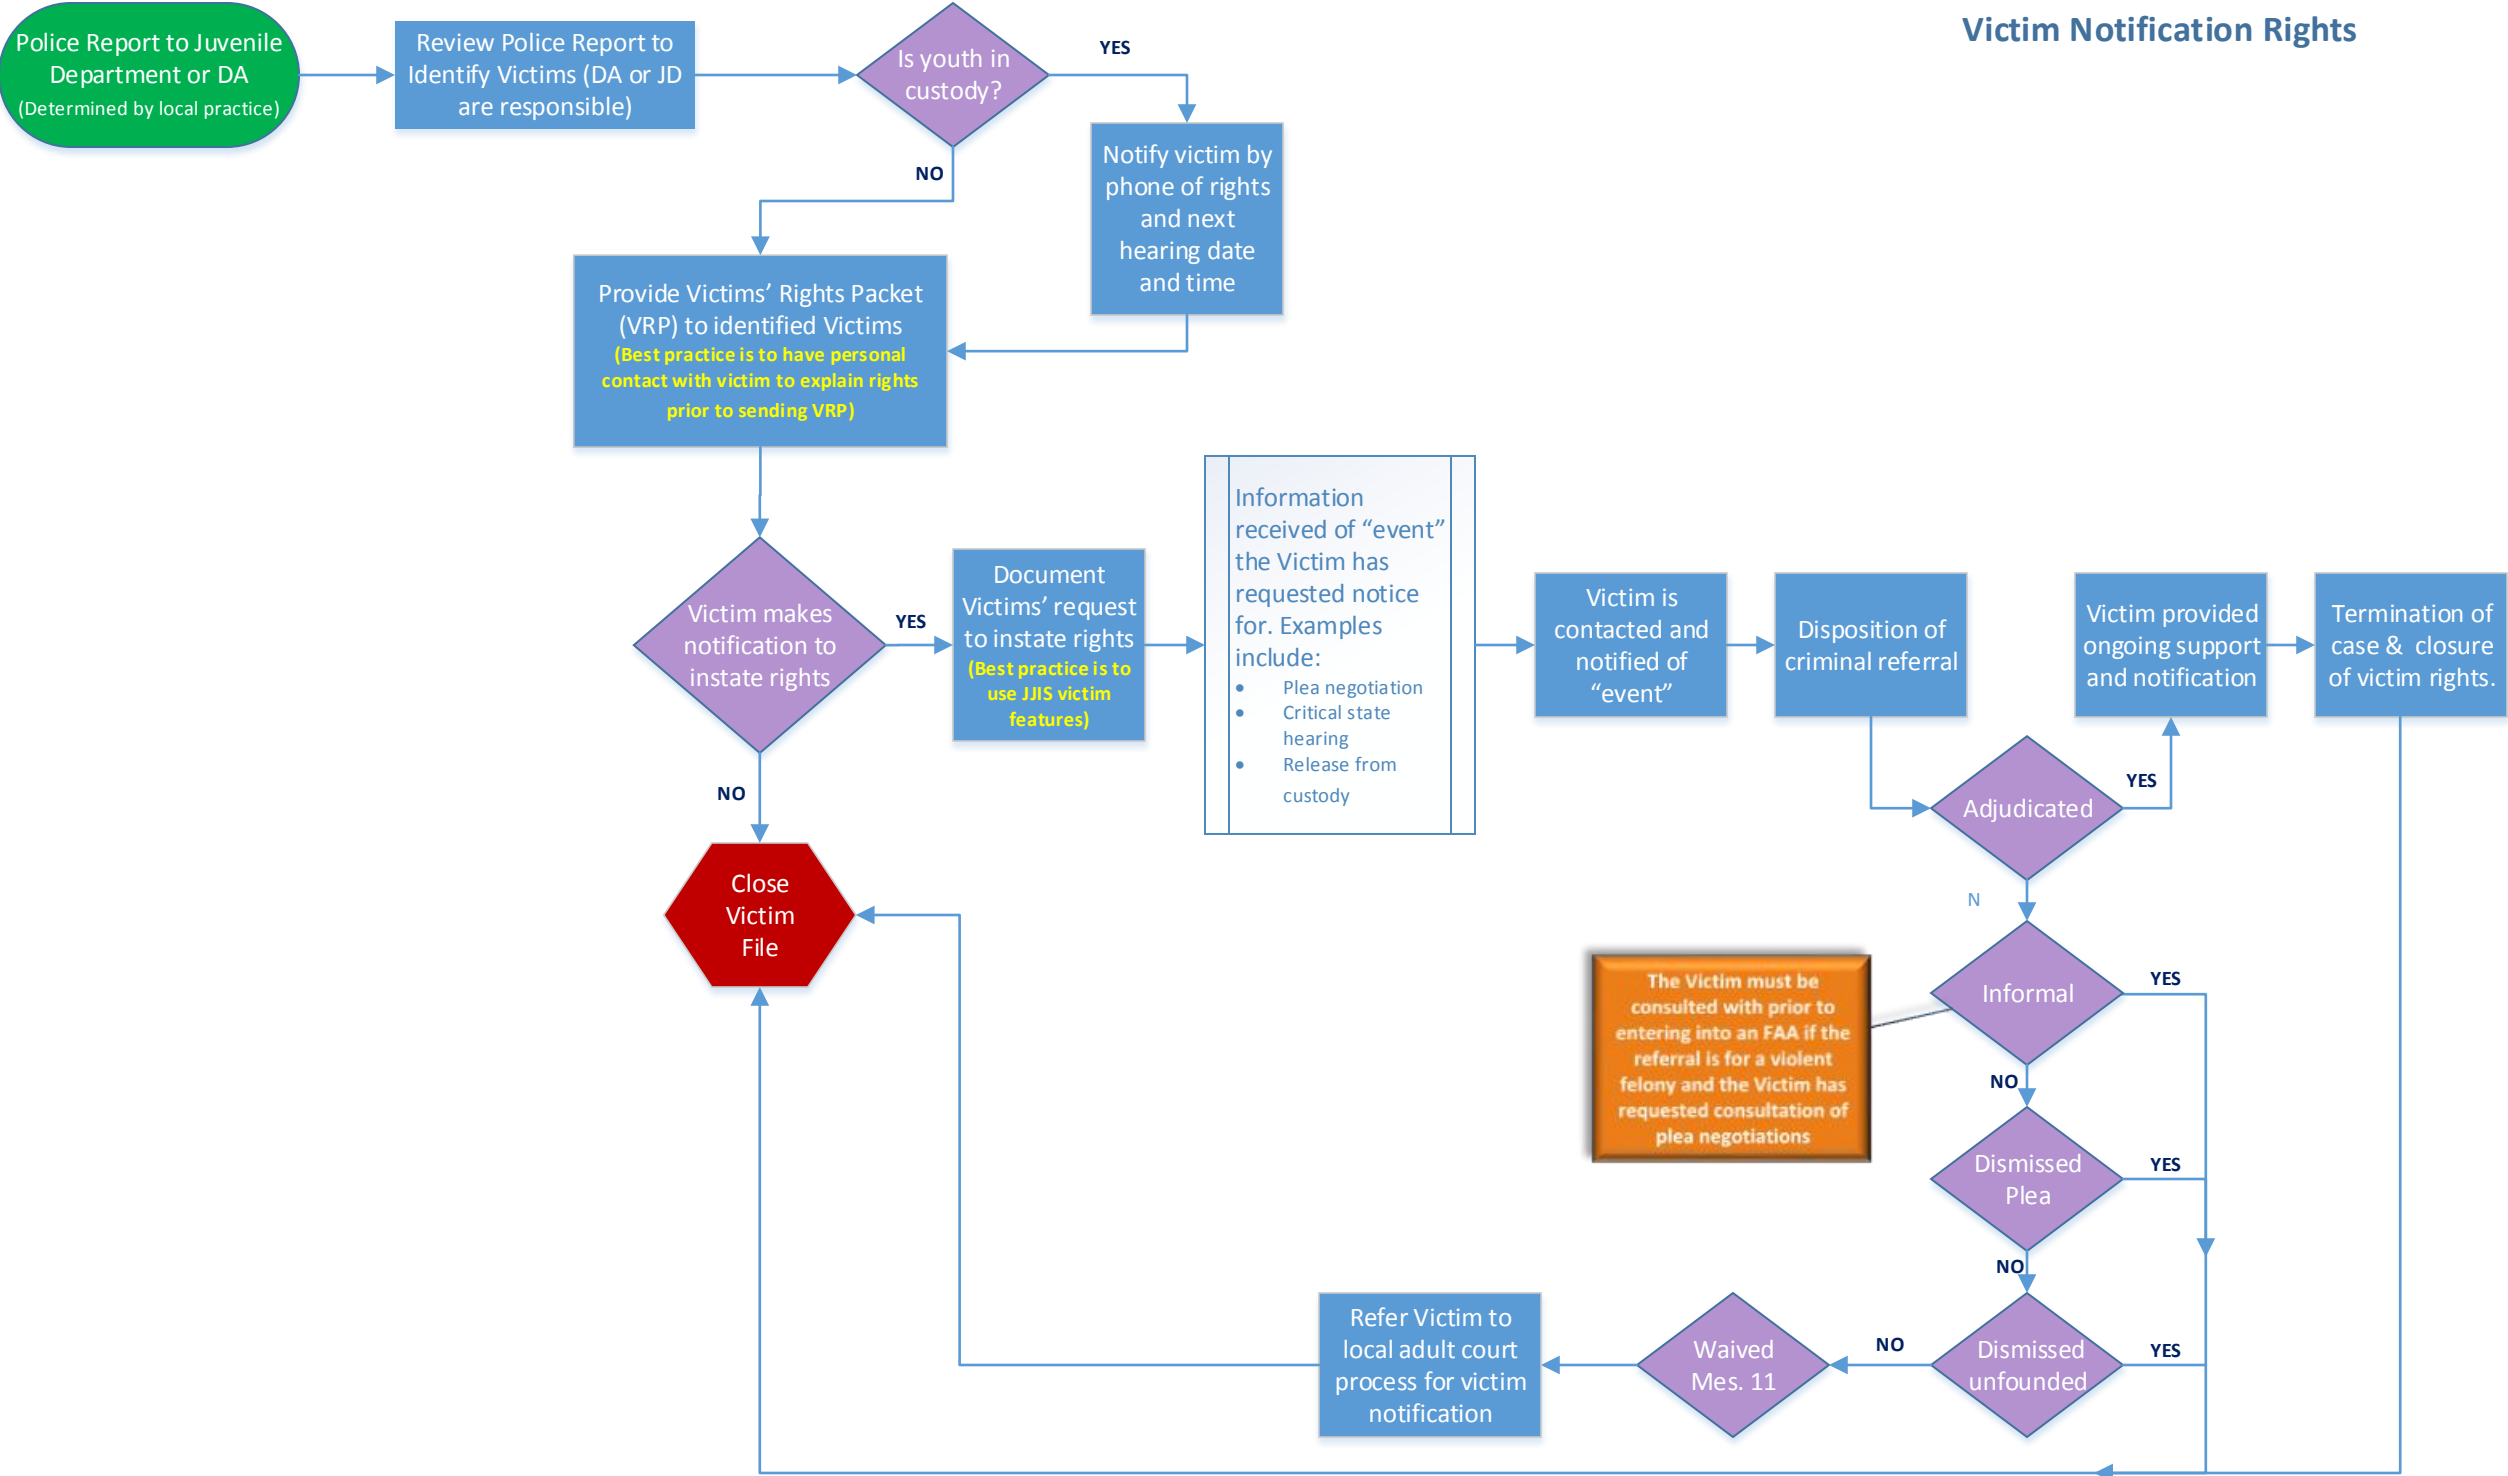 Victim Notification Rights
Police Report to Juvenile
Department or DA
(Determined by local practice)
Review Police Report to
Identify Victims (DA or JD
are responsible)
Is youth in
custody?
YES
NO
Notify victim by
phone of rights
and next
hearing date
and time
Provide Victims’ Rights Packet
(VRP) to identified Victims
(Best practice is to have personal
contact with victim to explain rights
prior to sending VRP)
Victim makes
notification to
instate rights
YES
NO
Document
Victims’ request
to instate rights
(Best practice is to
use JJIS victim
features)
Information
received of “event”
the Victim has
requested notice
for. Examples
include:
• Plea negotiation
• Critical state
hearing
• Release from
custody
Victim is
contacted and
notified of
“event”
Disposition of
criminal referral
Victim provided
ongoing support
and notification
Termination of
case & closure
of victim rights.
Adjudicated
YES
N
Close
Victim
File
The Victim must be
consulted with prior to
entering into an FAA if the
referral is for a violent
felony and the Victim has
requested consultation of
plea negotiations
Informal
YES
NO
Dismissed
Plea
YES
NO
Dismissed
unfounded
YES
NO
Waived
Mes. 11
Refer Victim to
local adult court
process for victim
notification